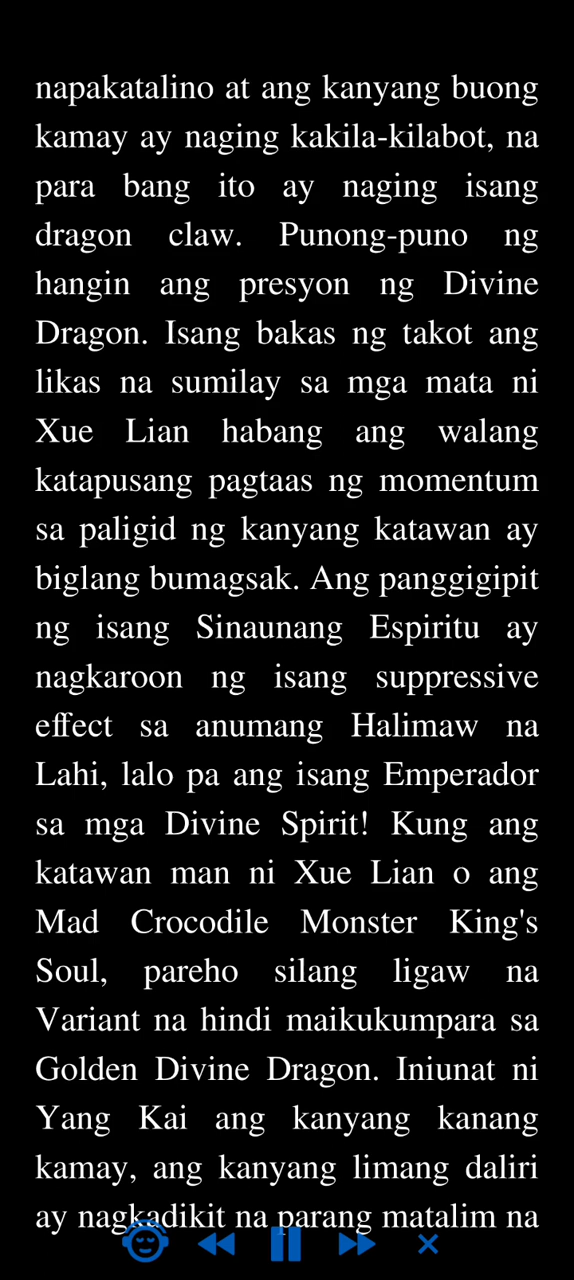 napakatalino at ang kanyang buong
kamay ay naging kakila-kilabot, na
para bang ito ay naging isang
dragon claw. Punong-puno ng
hangin ang presyon ng Divine
Dragon. Isang bakas ng takot ang
likas na sumilay sa mga mata ni
Xue Lian habang ang walang
katapusang pagtaas ng momentum
sa paligid ng kanyang katawan ay
biglang bumagsak. Ang panggigipit
ng isang Sinaunang Espiritu ay
nagkaroon ng isang suppressive
effect sa anumang Halimaw na
Lahi, lalo pa ang isang Emperador
sa mga Divine Spirit! Kung ang
katawan man ni Xue Lian o ang
Mad Crocodile Monster King's
Soul, pareho silang ligaw na
Variant na hindi maikukumpara sa
Golden Divine Dragon. Iniunat ni
Yang Kai ang kanyang kanang
kamay, ang kanyang limang daliri
ay nagkadikit na parang matalim na